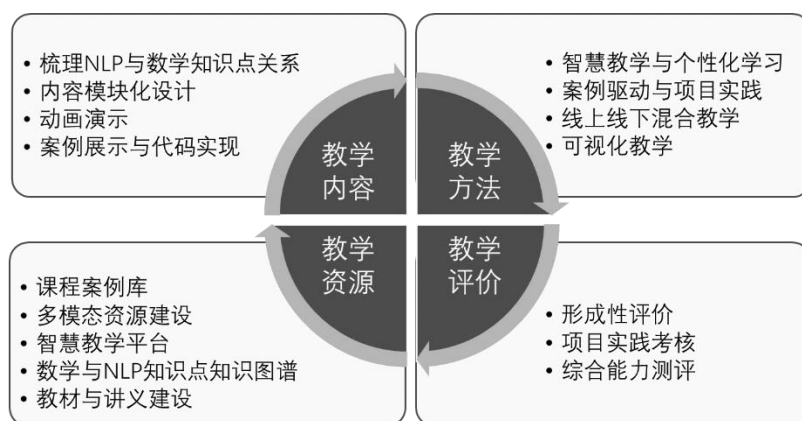 • 梳理NLP与数学知识点关系
• 内容模块化设计
• 动画演示
• 案例展示与代码实现
教学
内容
• 智慧教学与个性化学习
• 案例驱动与项目实践
• 线上线下混合教学
• 可视化教学
教学
方法
• 课程案例库
• 多模态资源建设
• 智慧教学平台
• 数学与NLP知识点知识图谱
• 教材与讲义建设
教学
资源
• 形成性评价
• 项目实践考核
• 综合能力测评
教学
评价